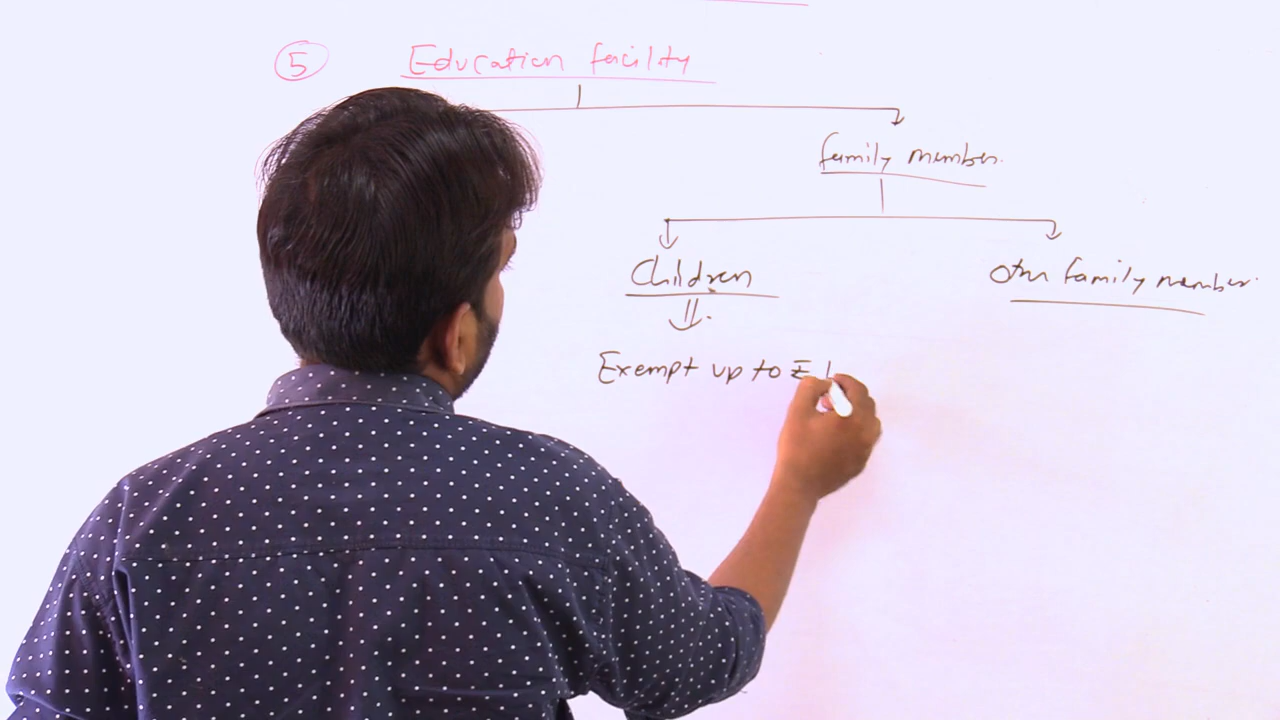 5 Education facility
family member.
Children
Other family member.
Exempt up to ₹ 1